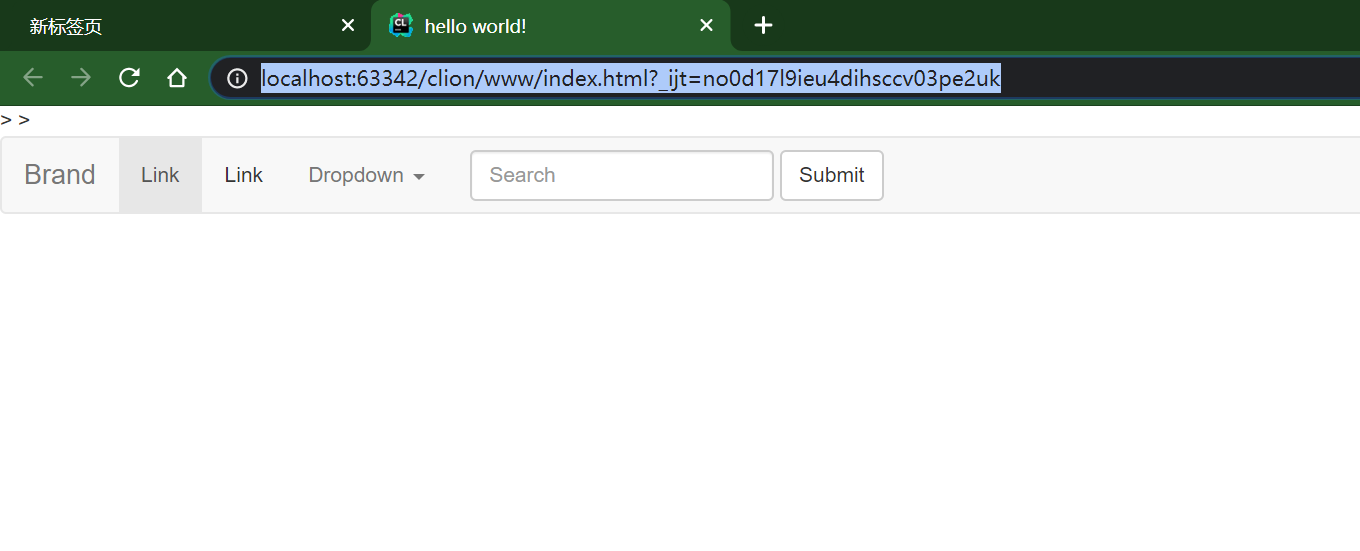 新标签页
CL hello world!
localhost:63342/clion/www/index.html?_ijt=no0d17l9ieu4dihsccv03pe2uk
> >
Brand Link Link Dropdown Search Submit